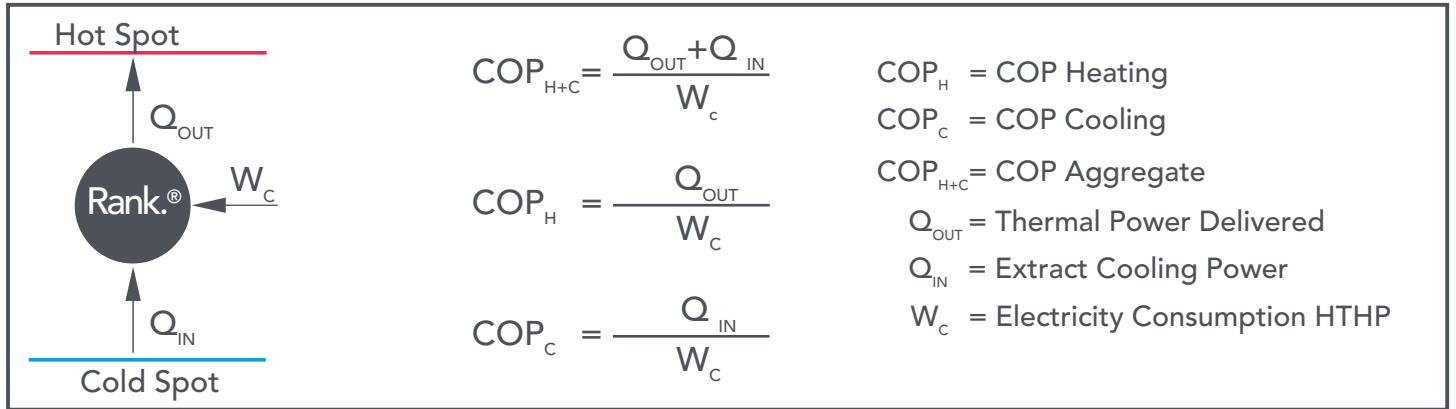 Hot Spot
Q_OUT
Rank.®
W_C
Q_IN
Cold Spot
COP_H+C = Q_OUT+Q_IN / W_c
COP_H = Q_OUT / W_C
COP_C = Q_IN / W_C
COP_H = COP Heating
COP_C = COP Cooling
COP_H+C = COP Aggregate
Q_OUT = Thermal Power Delivered
Q_IN = Extract Cooling Power
W_C = Electricity Consumption HTHP